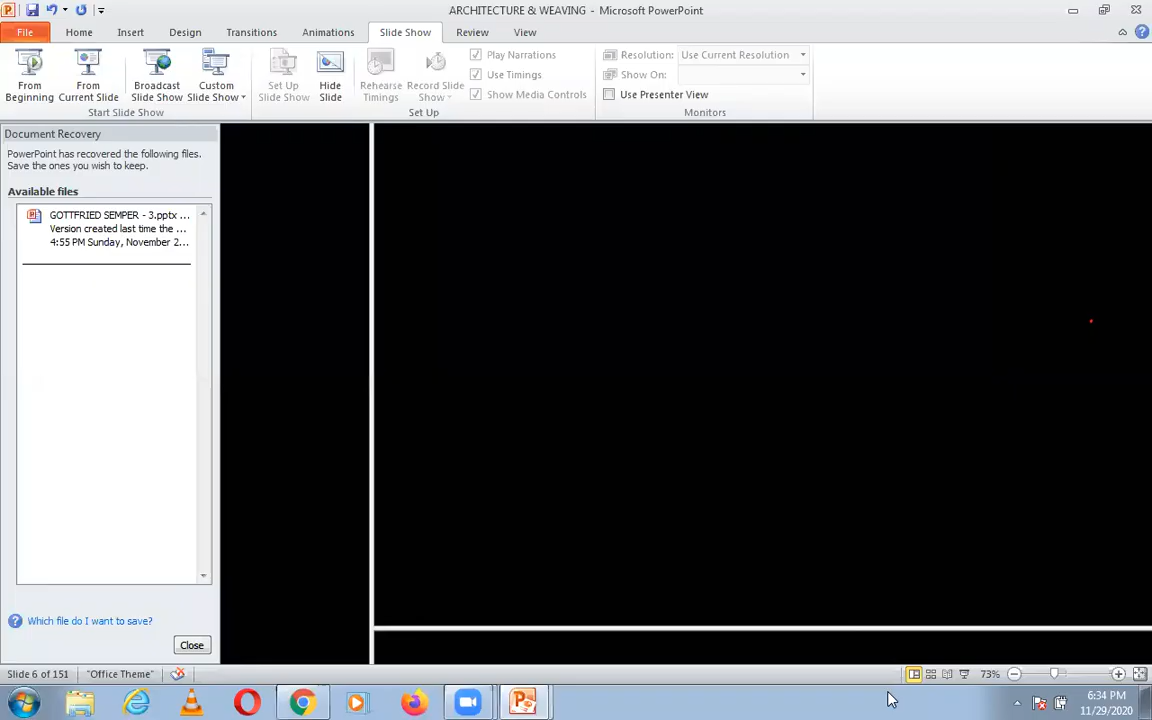 ARCHITECTURE & WEAVING - Microsoft PowerPoint
File Home Insert Design Transitions Animations Slide Show Review View
From Beginning
From Current Slide
Broadcast Slide Show
Custom Slide Show
Set Up Slide Show
Hide Slide
Rehearse Timings
Record Slide Show
Play Narrations
Use Timings
Show Media Controls
Resolution: Use Current Resolution
Show On:
Use Presenter View
Start Slide Show
Set Up
Monitors
Document Recovery
PowerPoint has recovered the following files.
Save the ones you wish to keep.
Available files
GOTTFRIED SEMPER - 3.pptx ...
Version created last time the ...
4:55 PM Sunday, November 2...
Which file do I want to save?
Close
Slide 6 of 151 "Office Theme" 73%
6:34 PM
11/29/2020